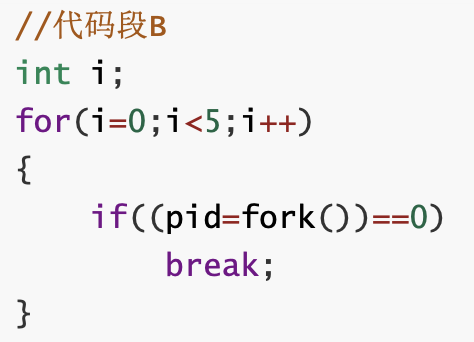 //代码段B
int i;
for(i=0;i<5;i++)
{
    if((pid=fork())==0)
        break;
}